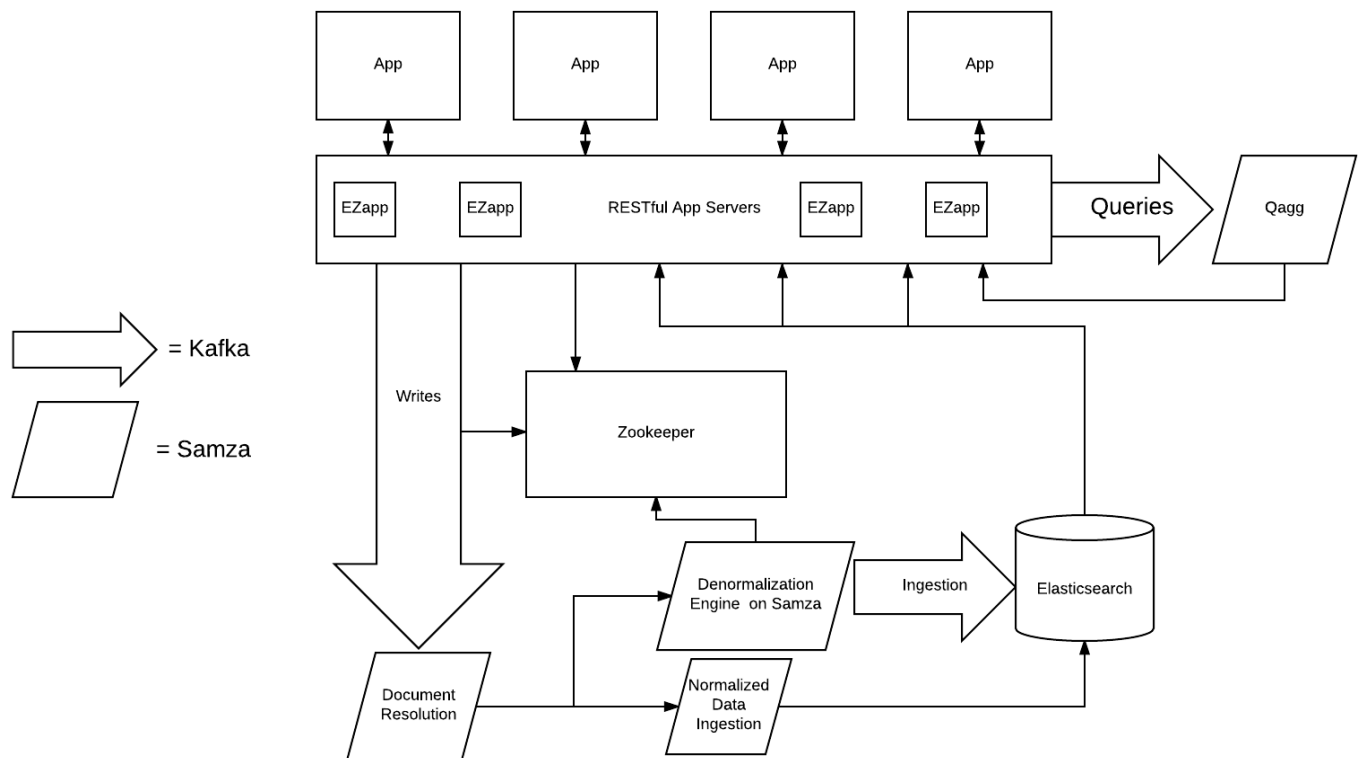 App
App
App
App
EZapp
EZapp
RESTful App Servers
EZapp
EZapp
Queries
Qagg
= Kafka
Writes
= Samza
Zookeeper
Denormalization
Engine on Samza
Ingestion
Elasticsearch
Document
Resolution
Normalized
Data
Ingestion